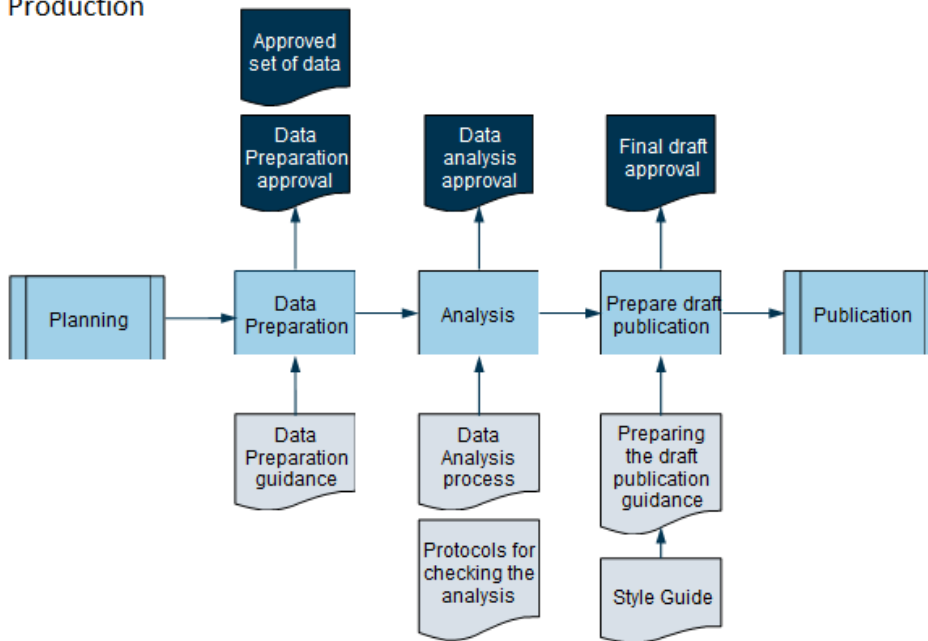 Production
Approved
set of data
Data
Preparation
approval
Data
analysis
approval
Final draft
approval
Planning
Data
Preparation
Analysis
Prepare draft
publication
Publication
Data
Preparation
guidance
Data
Analysis
process
Preparing
the draft
publication
guidance
Protocols for
checking the
analysis
Style Guide